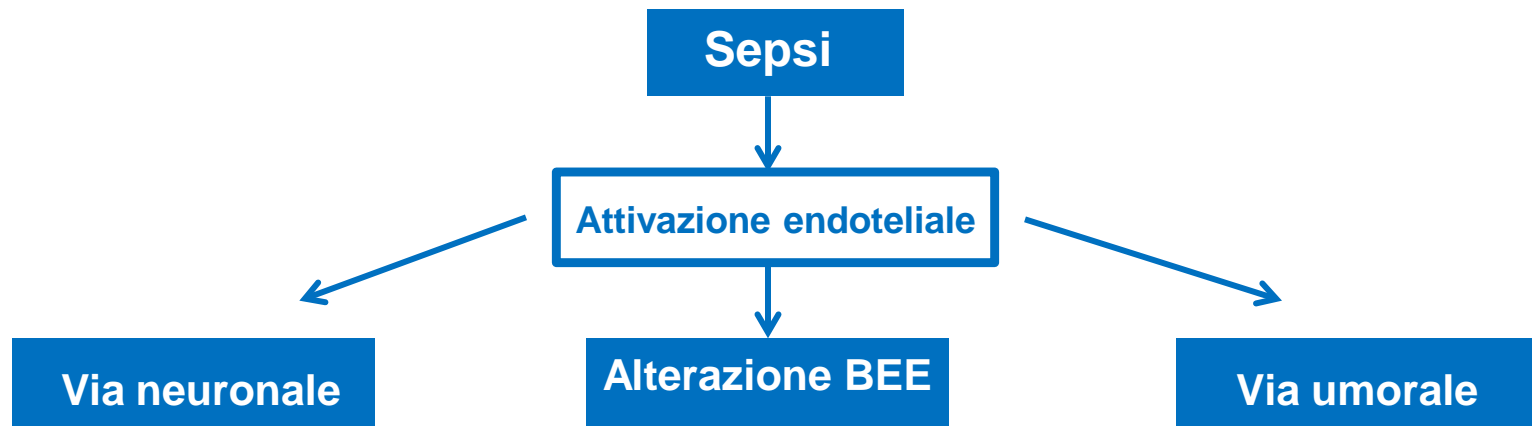 Sepsi
Attivazione endoteliale
Via neuronale
Alterazione BEE
Via umorale